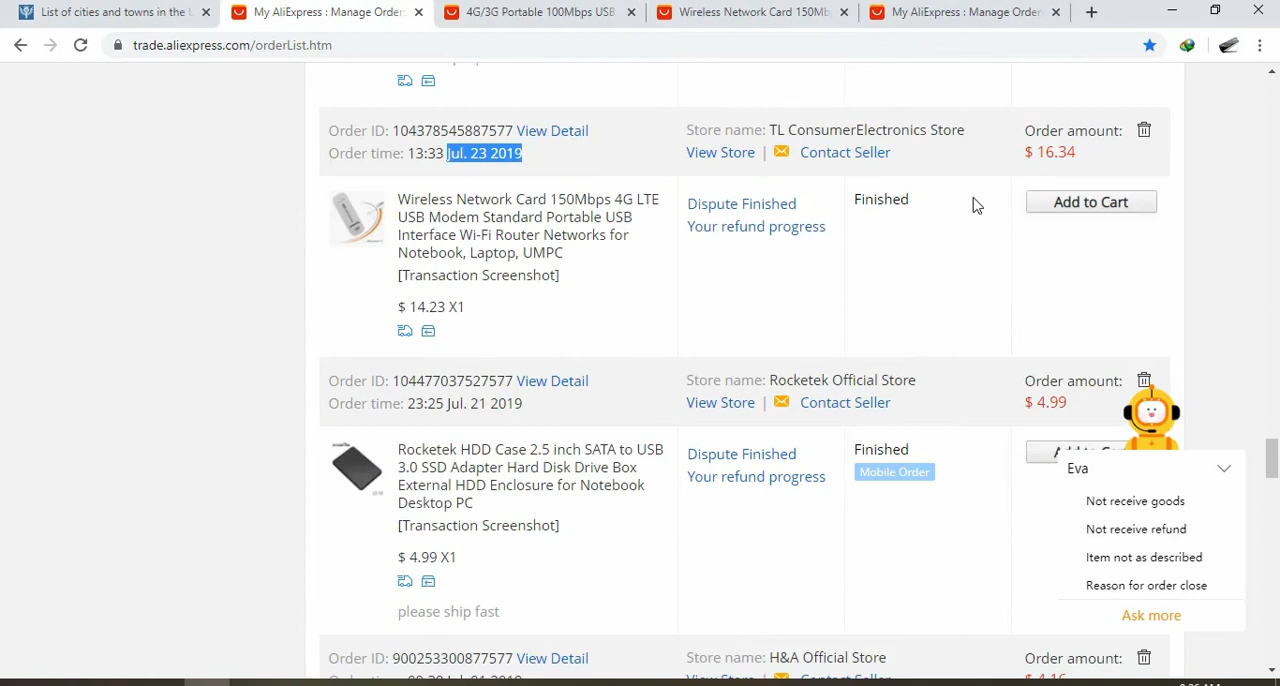 List of cities and towns in the U
My AliExpress : Manage Order
4G/3G Portable 100Mbps USB
Wireless Network Card 150Mb
My AliExpress : Manage Order
trade.aliexpress.com/orderList.htm
Order ID: 104378545887577 View Detail
Store name: TL ConsumerElectronics Store
Order amount:
Order time: 13:33 Jul. 23 2019
View Store | Contact Seller
$ 16.34
Wireless Network Card 150Mbps 4G LTE
USB Modem Standard Portable USB
Interface Wi-Fi Router Networks for
Notebook, Laptop, UMPC
[Transaction Screenshot]
$ 14.23 X1
Dispute Finished
Your refund progress
Finished
Add to Cart
Order ID: 104477037527577 View Detail
Store name: Rocketek Official Store
Order amount:
Order time: 23:25 Jul. 21 2019
View Store | Contact Seller
$ 4.99
Rocketek HDD Case 2.5 inch SATA to USB
3.0 SSD Adapter Hard Disk Drive Box
External HDD Enclosure for Notebook
Desktop PC
[Transaction Screenshot]
$ 4.99 X1
please ship fast
Dispute Finished
Your refund progress
Finished
Mobile Order
Eva
Not receive goods
Not receive refund
Item not as described
Reason for order close
Ask more
Order ID: 900253300877577 View Detail
Store name: H&A Official Store
Order amount: